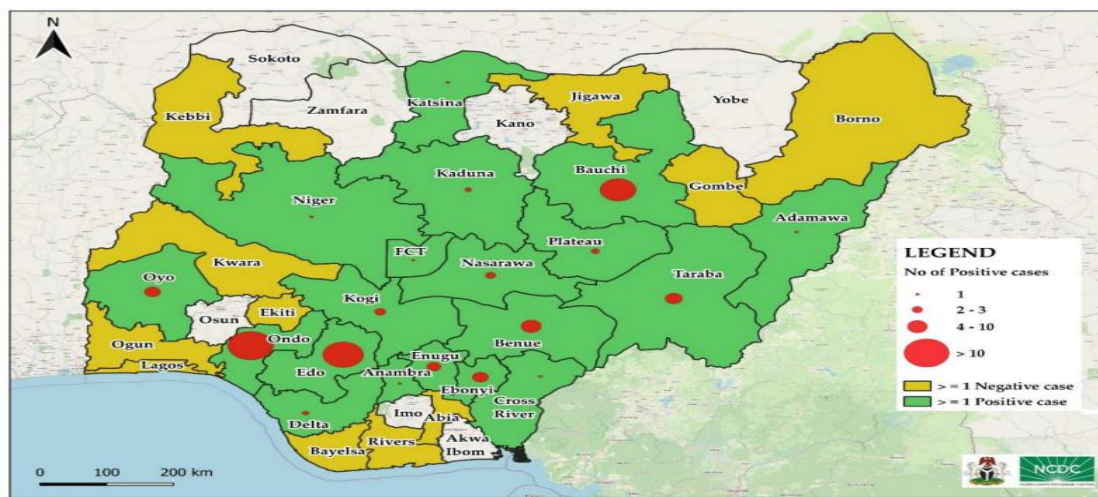 N
Sokoto
Zamfara
Kebbi
Katsina
Kano
Jigawa
Yobe
Borno
Kaduna
Bauchi
Gombe
Niger
Adamawa
FCT
Plateau
Nasarawa
Taraba
Kwara
Oyo
Kogi
Osun
Ekiti
Ogun
Ondo
Benue
Lagos
Edo
Enugu
Anambra
Ebonyi
Cross
River
Delta
Imo
Abia
Rivers
Bayelsa
Akwa
Ibom
LEGEND
No of Positive cases
1
2 - 3
4 - 10
> 10
> = 1 Negative case
> = 1 Positive case
0 100 200 km
NCDC